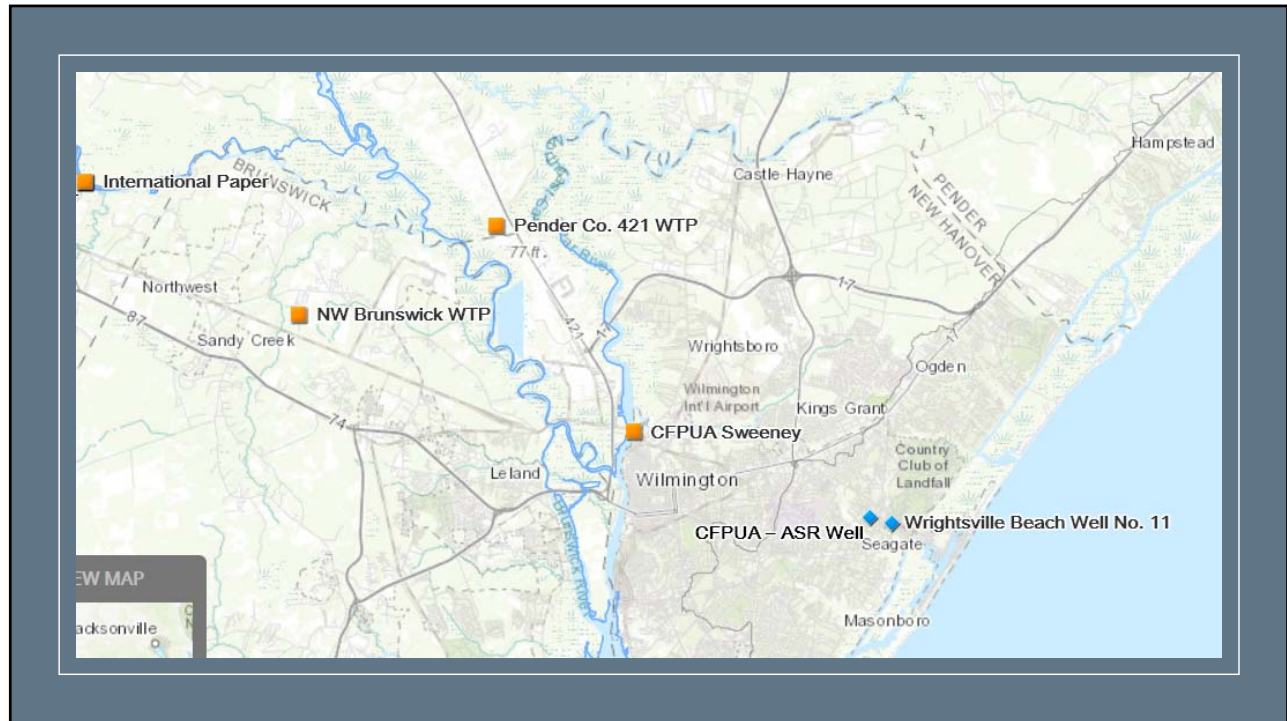 Hampstead
Castle Hayne
International Paper
BRUNSWICK
PENDER
NEW HANOVER
Pender Co. 421 WTP
77 ft.
Northwest
NW Brunswick WTP
87
Sandy Creek
421
17
17
Wrightsboro
Ogden
Wilmington
Int'l Airport
Kings Grant
74
CFPUA Sweeney
Country
Club of
Landfall
Leland
Wilmington
Wrightsville Beach Well No. 11
CFPUA – ASR Well
Seagate
Brunswick River
EW MAP
Masonboro
acksonville